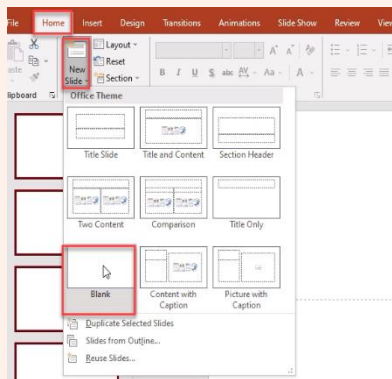 File Home Insert Design Transitions Animations Slide Show Review View
Layout
Reset
New Slide
Section
B I U S abc AV Aa A
Office Theme
Title Slide Title and Content Section Header
Two Content Comparison Title Only
Blank Content with Caption Picture with Caption
Duplicate Selected Slides
Slides from Outline...
Reuse Slides...